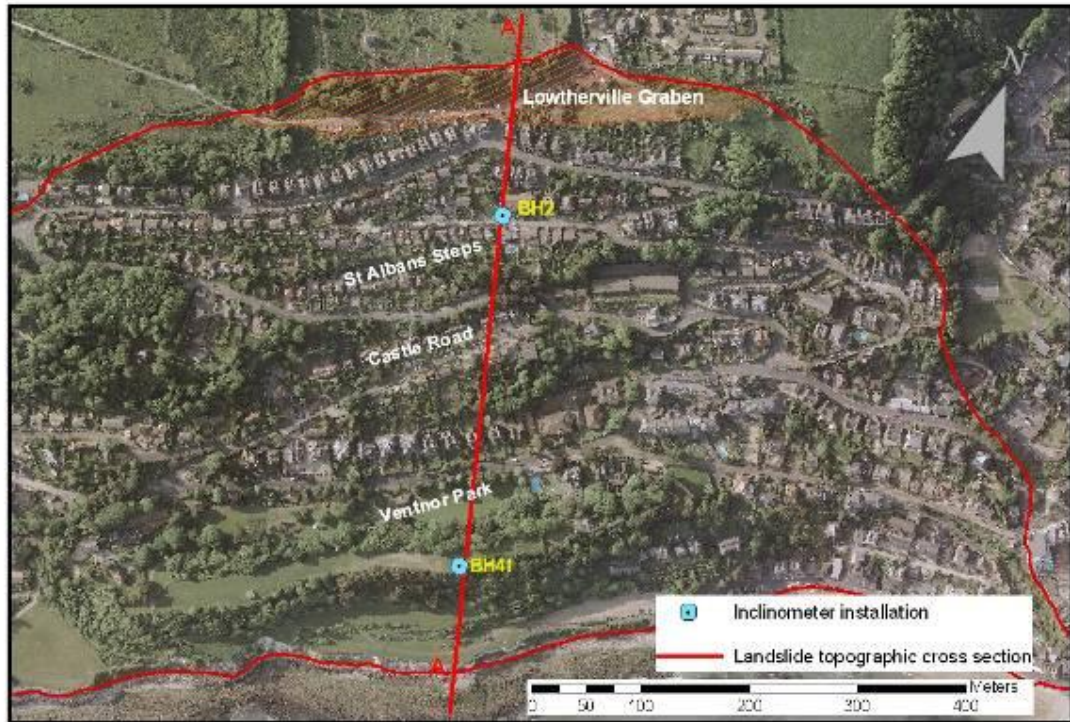 A
N
Lowtherville Graben
BH2
St Albans Steps
Castle Road
Ventnor Park
BH41
A
Inclinometer installation
Landslide topographic cross section
Meters
0 50 100 200 300 400